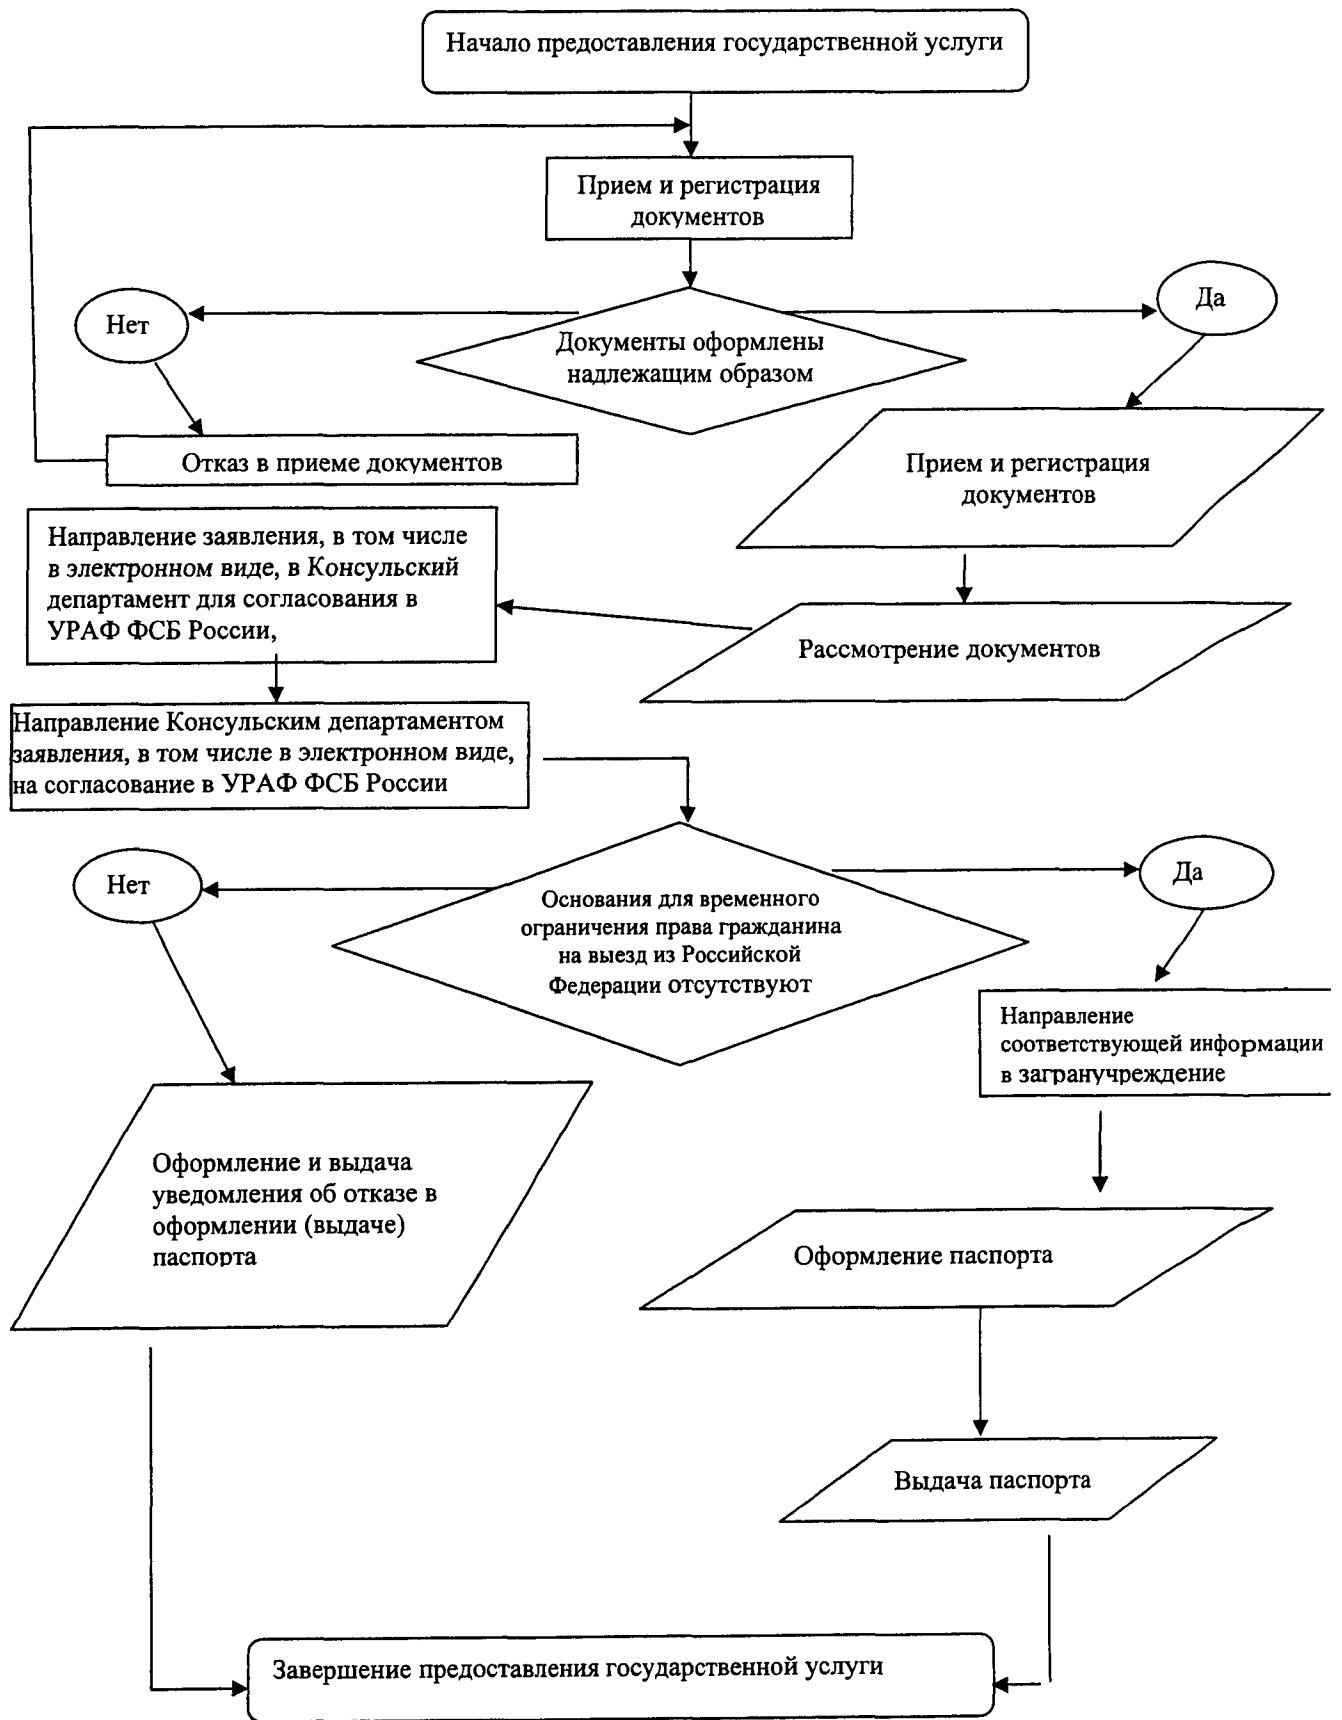 Начало предоставления государственной услуги
Прием и регистрация
документов
Нет
Да
Документы оформлены
надлежащим образом
Отказ в приеме документов
Прием и регистрация
документов
Направление заявления, в том числе
в электронном виде, в Консульский
департамент для согласования в
УРАФ ФСБ России,
Рассмотрение документов
Направление Консульским департаментом
заявления, в том числе в электронном виде,
на согласование в УРАФ ФСБ России
Нет
Да
Основания для временного
ограничения права гражданина
на выезд из Российской
Федерации отсутствуют
Направление
соответствующей информации
в загранучреждение
Оформление и выдача
уведомления об отказе в
оформлении (выдаче)
паспорта
Оформление паспорта
Выдача паспорта
Завершение предоставления государственной услуги